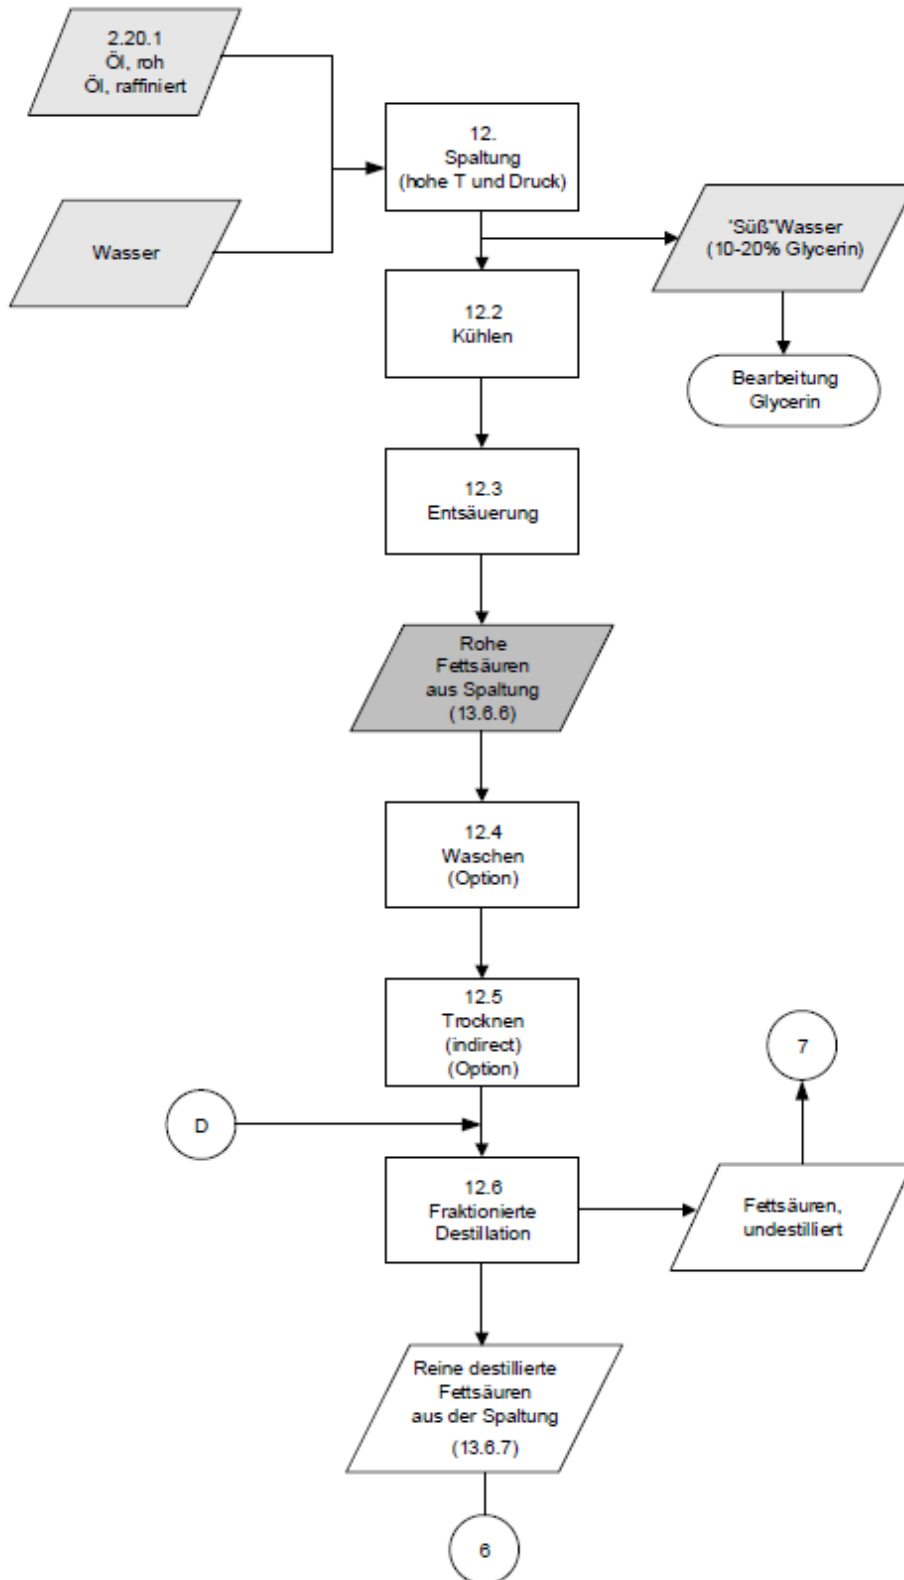 2.20.1
Öl, roh
Öl, raffiniert
Wasser
12.
Spaltung
(hohe T und Druck)
"Süß"Wasser
(10-20% Glycerin)
12.2
Kühlen
Bearbeitung
Glycerin
12.3
Entsäuerung
Rohe
Fettsäuren
aus Spaltung
(13.6.6)
12.4
Waschen
(Option)
12.5
Trocknen
(indirect)
(Option)
7
D
12.6
Fraktionierte
Destillation
Fettsäuren,
undestilliert
Reine destillierte
Fettsäuren
aus der Spaltung
(13.6.7)
6